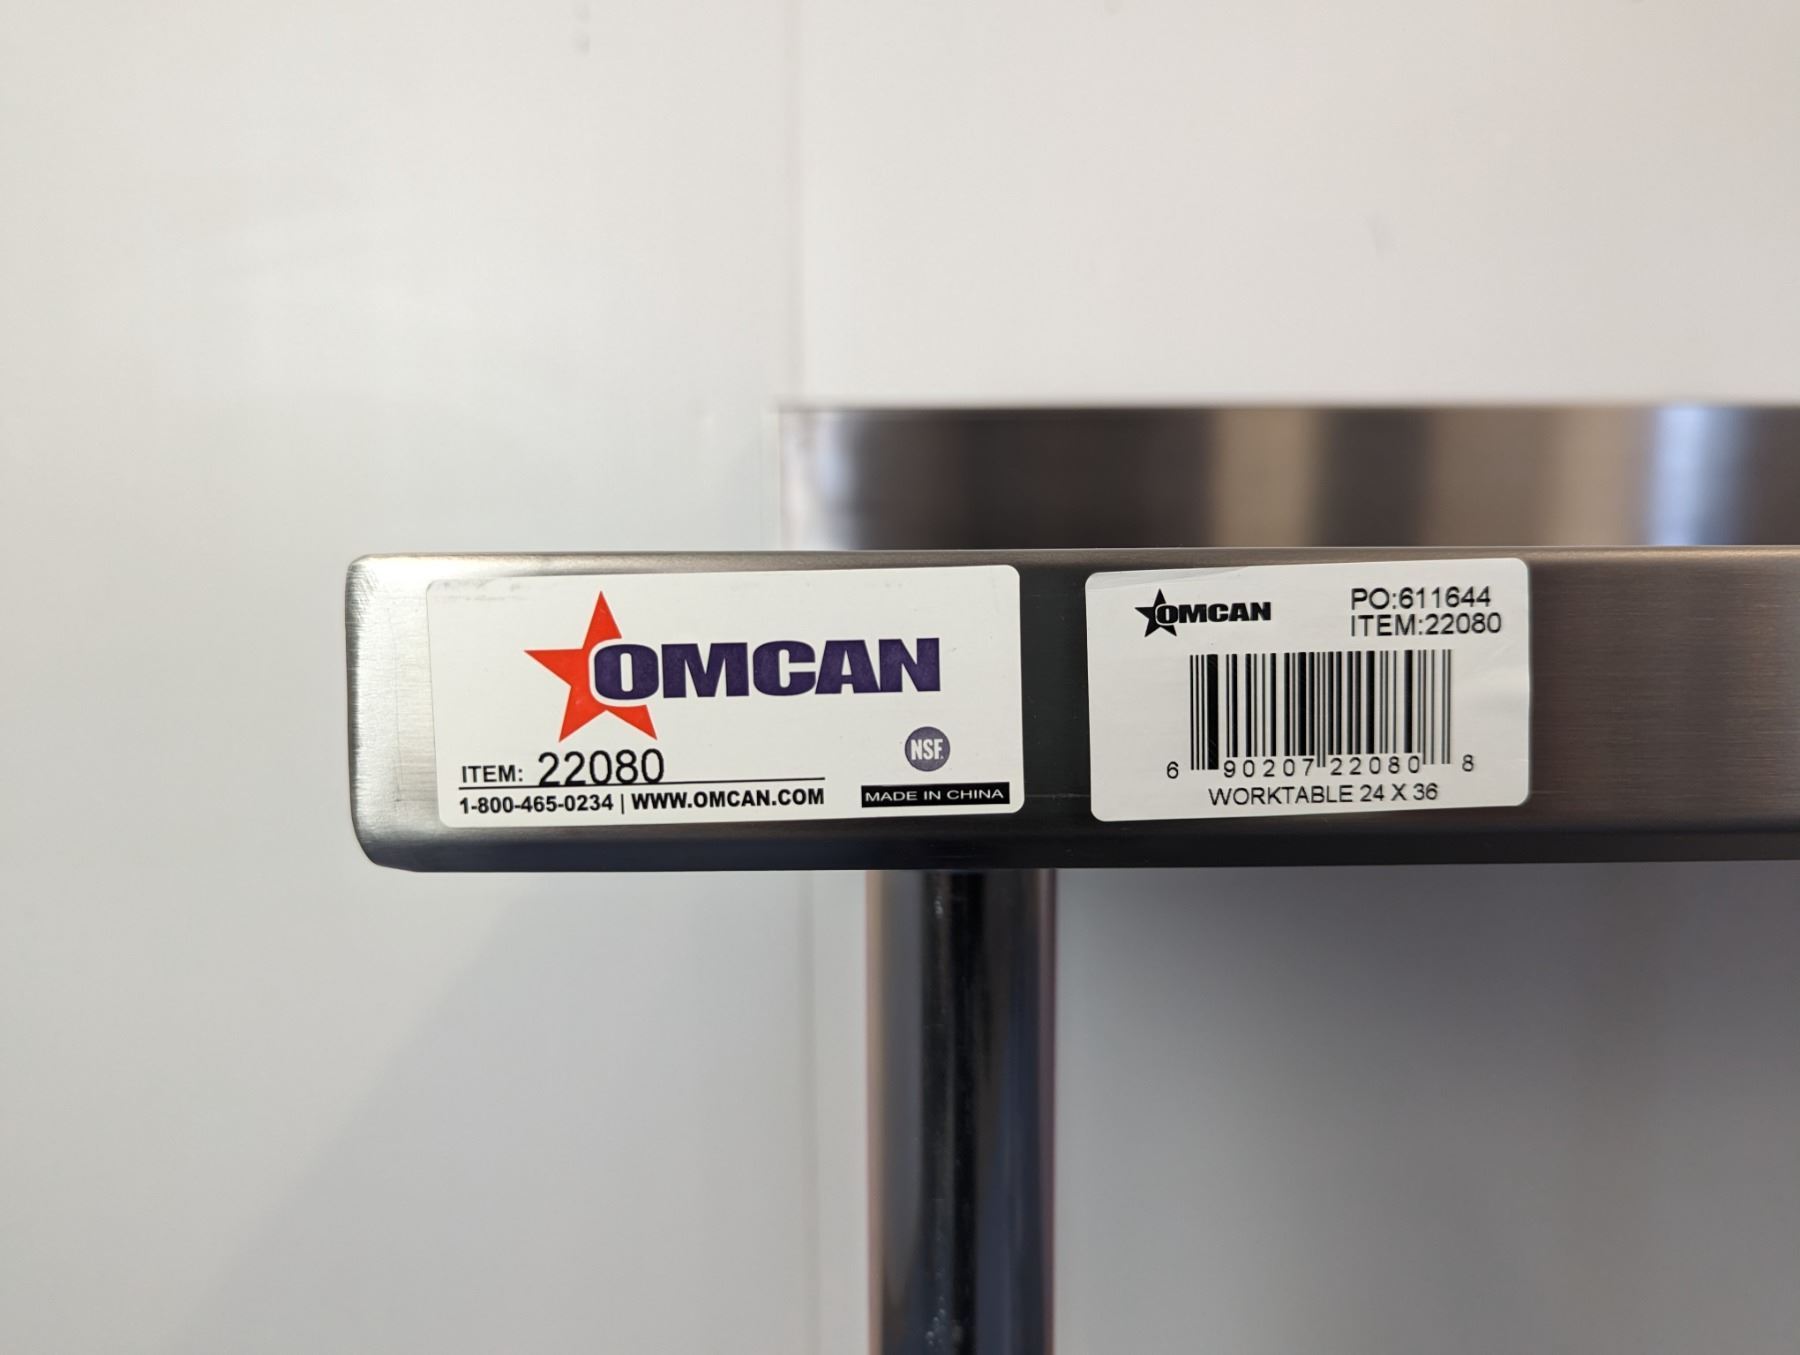 OMCAN
ITEM: 22080
NSF.
1-800-465-0234 | WWW.OMCAN.COM
MADE IN CHINA
OMCAN
PO:611644
ITEM:22080
6 90207 22080 8
WORKTABLE 24 X 36